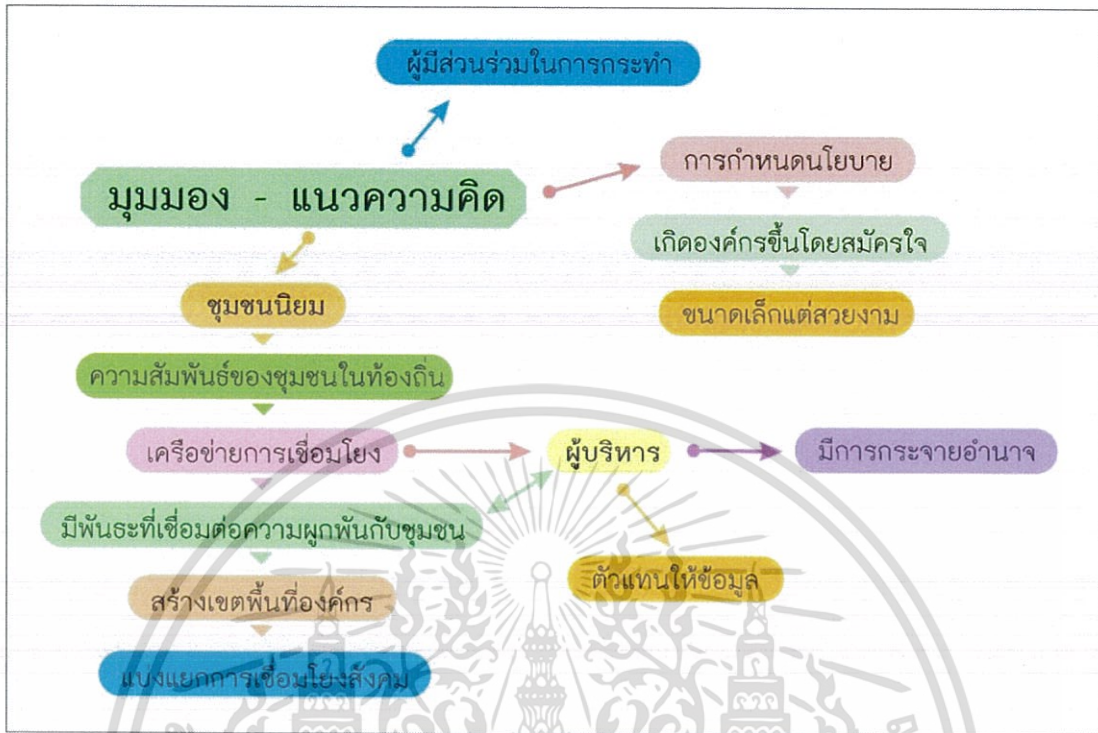 ผู้มีส่วนร่วมในการกระทำ
มุมมอง - แนวความคิด
การกำหนดนโยบาย
เกิดองค์กรขึ้นโดยสมัครใจ
ขนาดเล็กแต่สวยงาม
ชุมชนนิยม
ความสัมพันธ์ของชุมชนในท้องถิ่น
เครือข่ายการเชื่อมโยง
ผู้บริหาร
มีการกระจายอำนาจ
มีพันธะที่เชื่อมต่อความผูกพันกับชุมชน
ตัวแทนให้ข้อมูล
สร้างเขตพื้นที่องค์กร
แบ่งแยกการเชื่อมโยงสังคม